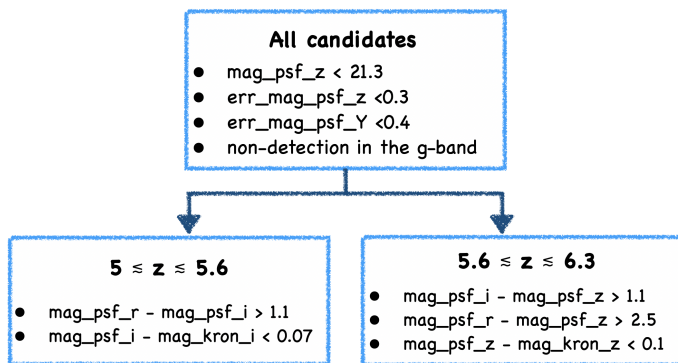 All candidates
● mag_psf_z < 21.3
● err_mag_psf_z <0.3
● err_mag_psf_Y <0.4
● non-detection in the g-band
5 ≲ z ≲ 5.6
● mag_psf_r - mag_psf_i > 1.1
● mag_psf_i - mag_kron_i < 0.07
5.6 ≲ z ≲ 6.3
● mag_psf_i - mag_psf_z > 1.1
● mag_psf_r - mag_psf_z > 2.5
● mag_psf_z - mag_kron_z < 0.1